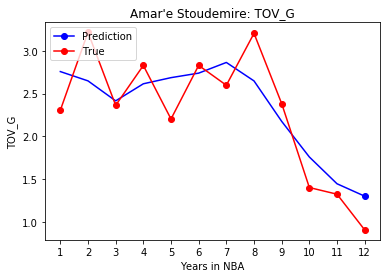 Amar'e Stoudemire: TOV_G
Prediction
True
TOV_G
3.0
2.5
2.0
1.5
1.0
1 2 3 4 5 6 7 8 9 10 11 12
Years in NBA